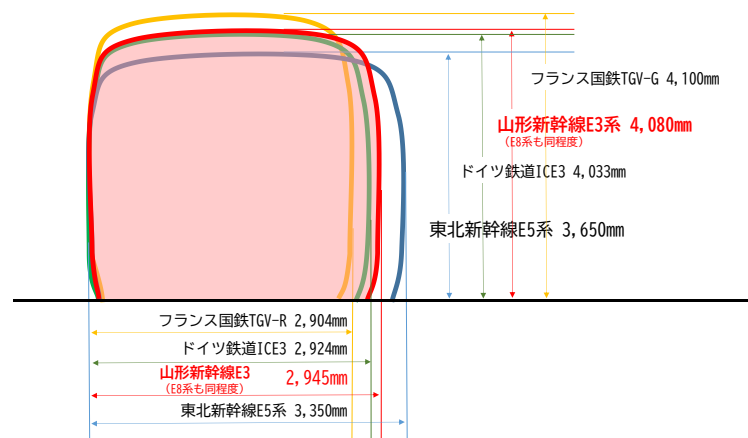 フランス国鉄TGV-G 4,100mm
山形新幹線E3系 4,080mm
(E8系も同程度)
ドイツ鉄道ICE3 4,033mm
東北新幹線E5系 3,650mm
フランス国鉄TGV-R 2,904mm
ドイツ鉄道ICE3 2,924mm
山形新幹線E3 2,945mm
(E8系も同程度)
東北新幹線E5系 3,350mm